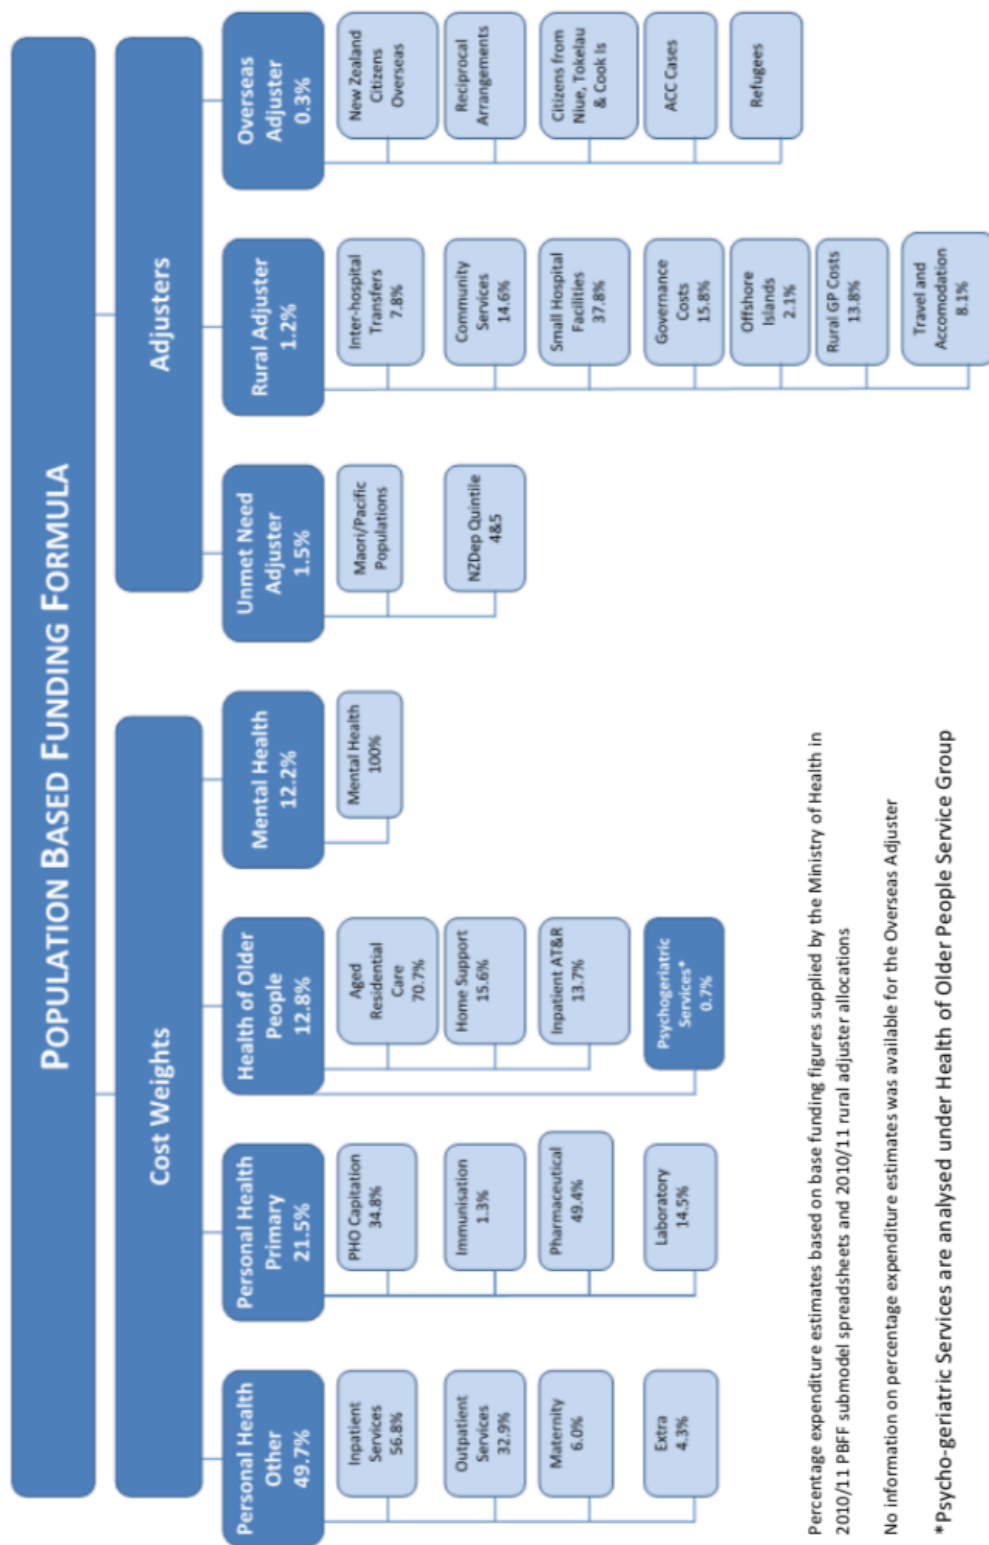 POPULATION BASED FUNDING FORMULA
Cost Weights
Adjusters
Personal Health
Other
49.7%
Inpatient
Services
56.8%
Outpatient
Services
32.9%
Maternity
6.0%
Extra
4.3%
Personal Health
Primary
21.5%
PHO Capitation
34.8%
Immunisation
1.3%
Pharmaceutical
49.4%
Laboratory
14.5%
Health of Older
People
12.8%
Aged
Residential
Care
70.7%
Home Support
15.6%
Inpatient AT&R
13.7%
Psychogeriatric
Services*
0.7%
Mental Health
12.2%
Mental Health
100%
Unmet Need
Adjuster
1.5%
Maori/Pacific
Populations
NZDep Quintile
4&5
Rural Adjuster
1.2%
Inter-hospital
Transfers
7.8%
Community
Services
14.6%
Small Hospital
Facilities
37.8%
Governance
Costs
15.8%
Offshore
Islands
2.1%
Rural GP Costs
13.8%
Travel and
Accomodation
8.1%
Overseas
Adjuster
0.3%
New Zealand
Citizens
Overseas
Reciprocal
Arrangements
Citizens from
Niue, Tokelau
& Cook Is
ACC Cases
Refugees
Percentage expenditure estimates based on base funding figures supplied by the Ministry of Health in
2010/11 PBFF submodel spreadsheets and 2010/11 rural adjuster allocations
No information on percentage expenditure estimates was available for the Overseas Adjuster
*Psycho-geriatric Services are analysed under Health of Older People Service Group